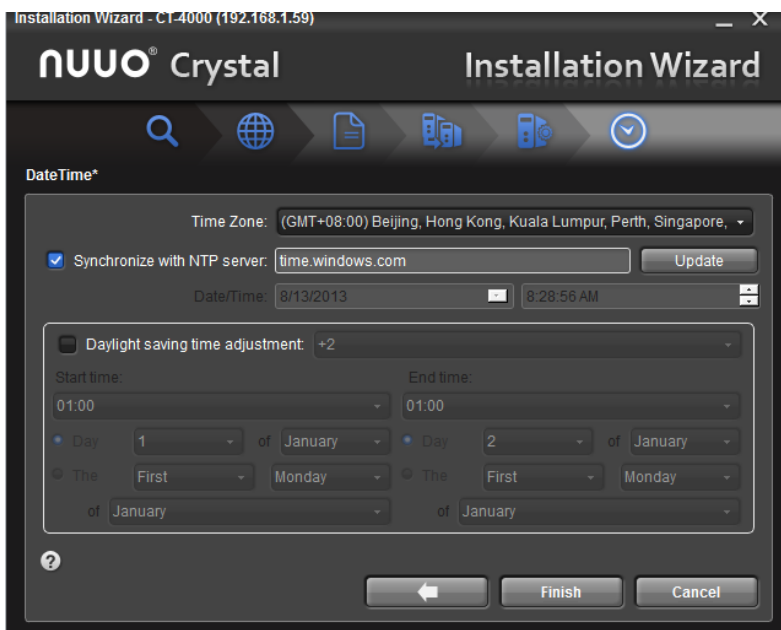 Installation Wizard - CT-4000 (192.168.1.59)
nuuo® Crystal Installation Wizard
DateTime*
Time Zone: (GMT+08:00) Beijing, Hong Kong, Kuala Lumpur, Perth, Singapore,
Synchronize with NTP server: time.windows.com Update
Date/Time: 8/13/2013 8:28:56 AM
Daylight saving time adjustment: +2
Start time: End time:
01:00 01:00
Day 1 of January Day 2 of January
The First Monday The First Monday
of January of January
Finish Cancel